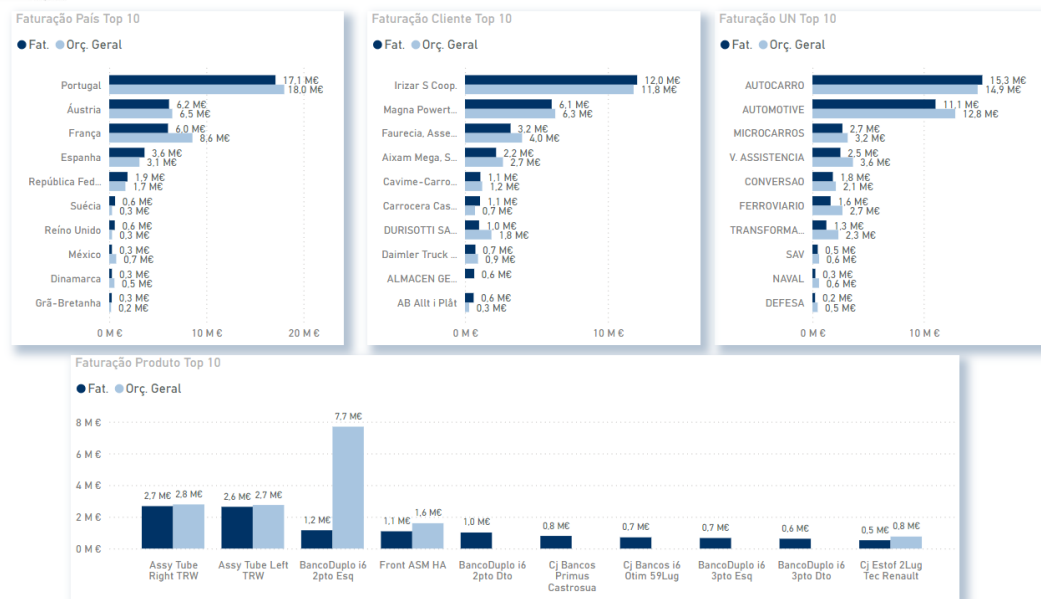 Faturação País Top 10
Fat. Orç. Geral
Portugal 17,1 M€ 18,0 M€
Áustria 6,2 M€ 6,5 M€
França 6,0 M€ 8,6 M€
Espanha 3,6 M€ 3,1 M€
República Fed... 1,9 M€ 1,7 M€
Suécia 0,6 M€ 0,3 M€
Reíno Unido 0,6 M€ 0,3 M€
México 0,3 M€ 0,7 M€
Dinamarca 0,3 M€ 0,5 M€
Grã-Bretanha 0,3 M€ 0,2 M€
0 M € 10 M € 20 M €
Faturação Cliente Top 10
Fat. Orç. Geral
Irizar S Coop. 12,0 M€ 11,8 M€
Magna Powert... 6,1 M€ 6,3 M€
Faurecia, Asse... 3,2 M€ 4,0 M€
Aixam Mega, S... 2,2 M€ 2,7 M€
Cavime-Carro... 1,1 M€ 1,2 M€
Carrocera Cas... 1,1 M€ 0,7 M€
DURISOTTI SA... 1,0 M€ 1,8 M€
Daimler Truck ... 0,7 M€ 0,9 M€
ALMACEN GE... 0,6 M€
AB Allt i Plåt 0,6 M€ 0,3 M€
0 M € 10 M €
Faturação UN Top 10
Fat. Orç. Geral
AUTOCARRO 15,3 M€ 14,9 M€
AUTOMOTIVE 11,1 M€ 12,8 M€
MICROCARROS 2,7 M€ 3,2 M€
V. ASSISTENCIA 2,5 M€ 3,6 M€
CONVERSAO 1,8 M€ 2,1 M€
FERROVIARIO 1,6 M€ 2,7 M€
TRANSFORMA... 1,3 M€ 2,3 M€
SAV 0,5 M€ 0,6 M€
NAVAL 0,3 M€ 0,6 M€
DEFESA 0,2 M€ 0,5 M€
0 M € 10 M €
Faturação Produto Top 10
Fat. Orç. Geral
8 M €
6 M €
4 M €
2 M €
0 M €
2,7 M€ 2,8 M€
2,6 M€ 2,7 M€
1,2 M€ 7,7 M€
1,1 M€ 1,6 M€
1,0 M€
0,8 M€
0,7 M€
0,7 M€
0,6 M€
0,5 M€ 0,8 M€
Assy Tube
Right TRW
Assy Tube Left
TRW
BancoDuplo i6
2pto Esq
Front ASM HA
BancoDuplo i6
2pto Dto
Cj Bancos
Primus
Castrosua
Cj Bancos i6
Otim 59Lug
BancoDuplo i6
3pto Esq
BancoDuplo i6
3pto Dto
Cj Estof 2Lug
Tec Renault